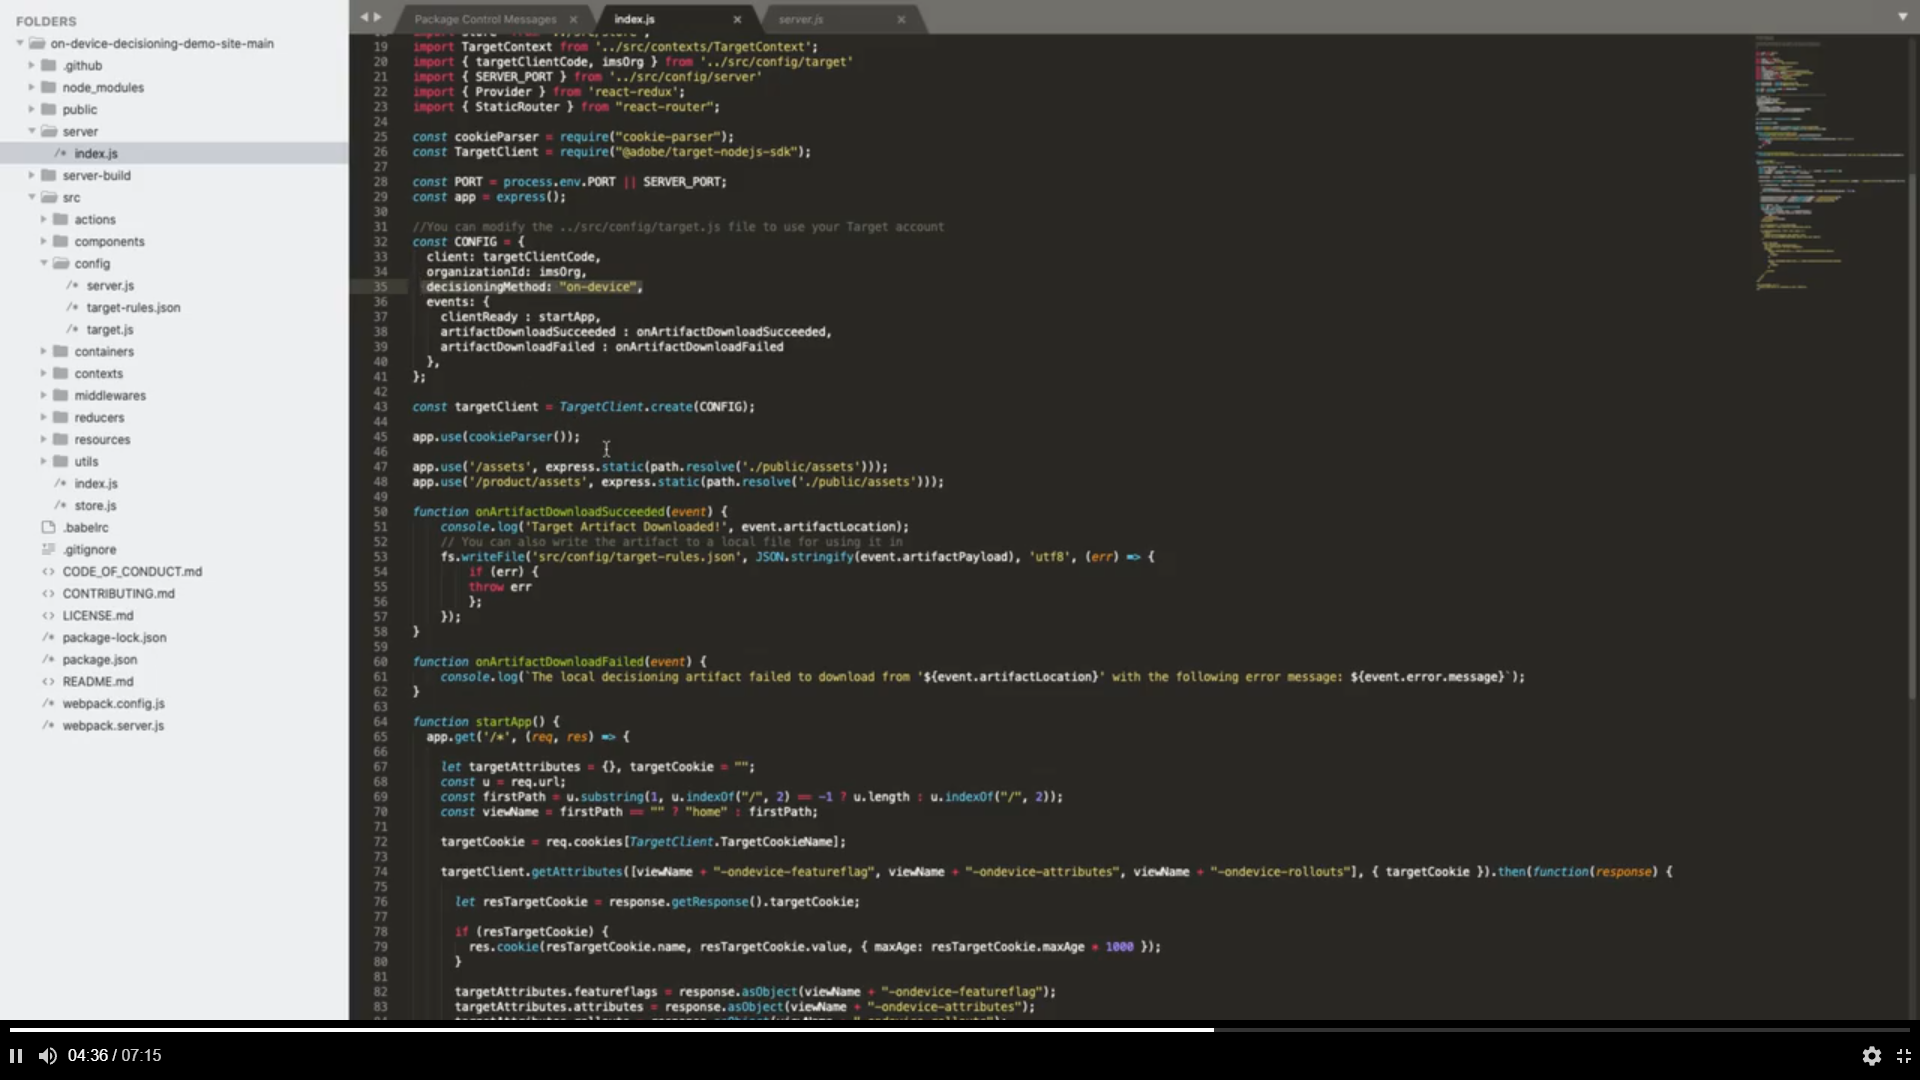 FOLDERS
on-device-decisioning-demo-site-main
.github
node_modules
public
server
/* index.js
server-build
src
actions
components
config
/* server.js
/* target-rules.json
/* target.js
containers
contexts
middlewares
reducers
resources
utils
/* index.js
/* store.js
.babelrc
.gitignore
<> CODE_OF_CONDUCT.md
<> CONTRIBUTING.md
<> LICENSE.md
/* package-lock.json
/* package.json
<> README.md
/* webpack.config.js
/* webpack.server.js
Package Control Messages ×
index.js ×
server.js ×
19 import TargetContext from '../src/contexts/TargetContext';
20 import { targetClientCode, imsOrg } from '../src/config/target'
21 import { SERVER_PORT } from '../src/config/server'
22 import { Provider } from 'react-redux';
23 import { StaticRouter } from "react-router";
24
25 const cookieParser = require("cookie-parser");
26 const TargetClient = require("@adobe/target-nodejs-sdk");
27
28 const PORT = process.env.PORT || SERVER_PORT;
29 const app = express();
30
31 //You can modify the ../src/config/target.js file to use your Target account
32 const CONFIG = {
33 client: targetClientCode,
34 organizationId: imsOrg,
35 decisioningMethod: "on-device",
36 events: {
37 clientReady : startApp,
38 artifactDownloadSucceeded : onArtifactDownloadSucceeded,
39 artifactDownloadFailed : onArtifactDownloadFailed
40 },
41 };
42
43 const targetClient = TargetClient.create(CONFIG);
44
45 app.use(cookieParser());
46
47 app.use('/assets', express.static(path.resolve('./public/assets')));
48 app.use('/product/assets', express.static(path.resolve('./public/assets')));
49
50 function onArtifactDownloadSucceeded(event) {
51 console.log('Target Artifact Downloaded!', event.artifactLocation);
52 // You can also write the artifact to a local file for using it in
53 fs.writeFile('src/config/target-rules.json', JSON.stringify(event.artifactPayload), 'utf8', (err) => {
54 if (err) {
55 throw err
56 };
57 });
58 }
59
60 function onArtifactDownloadFailed(event) {
61 console.log(`The local decisioning artifact failed to download from '${event.artifactLocation}' with the following error message: ${event.error.message}`);
62 }
63
64 function startApp() {
65 app.get('/*', (req, res) => {
66
67 let targetAttributes = {}, targetCookie = "";
68 const u = req.url;
69 const firstPath = u.substring(1, u.indexOf("/", 2) == -1 ? u.length : u.indexOf("/", 2));
70 const viewName = firstPath == "" ? "home" : firstPath;
71
72 targetCookie = req.cookies[TargetClient.TargetCookieName];
73
74 targetClient.getAttributes([viewName + "-ondevice-featureflag", viewName + "-ondevice-attributes", viewName + "-ondevice-rollouts"], { targetCookie }).then(function(response) {
75
76 let resTargetCookie = response.getResponse().targetCookie;
77
78 if (resTargetCookie) {
79 res.cookie(resTargetCookie.name, resTargetCookie.value, { maxAge: resTargetCookie.maxAge * 1000 });
80 }
81
82 targetAttributes.featureflags = response.asObject(viewName + "-ondevice-featureflag");
83 targetAttributes.attributes = response.asObject(viewName + "-ondevice-attributes");
04:36 / 07:15